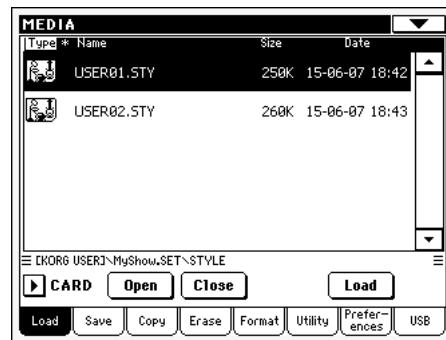 MEDIA
Type * Name Size Date
USER01.STY 250K 15-06-07 18:42
USER02.STY 260K 15-06-07 18:43
[KORG USER]\MyShow.SET\STYLE
CARD Open Close Load
Load Save Copy Erase Format Utility Prefer-ences USB